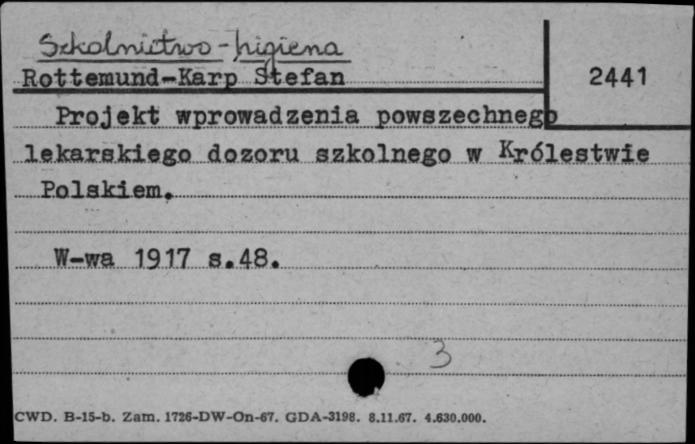 Szkolnictwo - higiena
Rottemund-Karp Stefan
2441
Projekt wprowadzenia powszechnego
lekarskiego dozoru szkolnego w Królestwie
Polskiem.
W-wa 1917 s.48.
3
CWD. B-15-b. Zam. 1726-DW-On-67. GDA-3198. 8.11.67. 4.630.000.